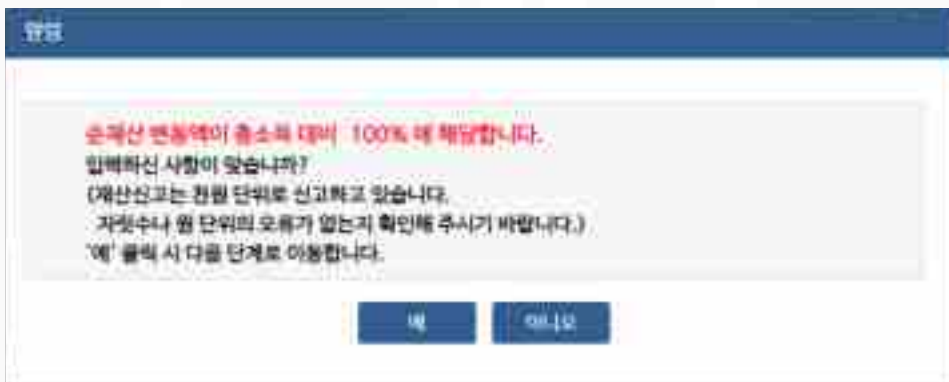 알림
순재산 변동액이 총소득 대비 100% 에 해당합니다.
입력하신 사항이 맞습니까?
(재산신고는 천원 단위로 신고하고 있습니다.
자릿수나 원 단위의 오류가 없는지 확인해 주시기 바랍니다.)
'예' 클릭 시 다음 단계로 이동합니다.
예
아니오